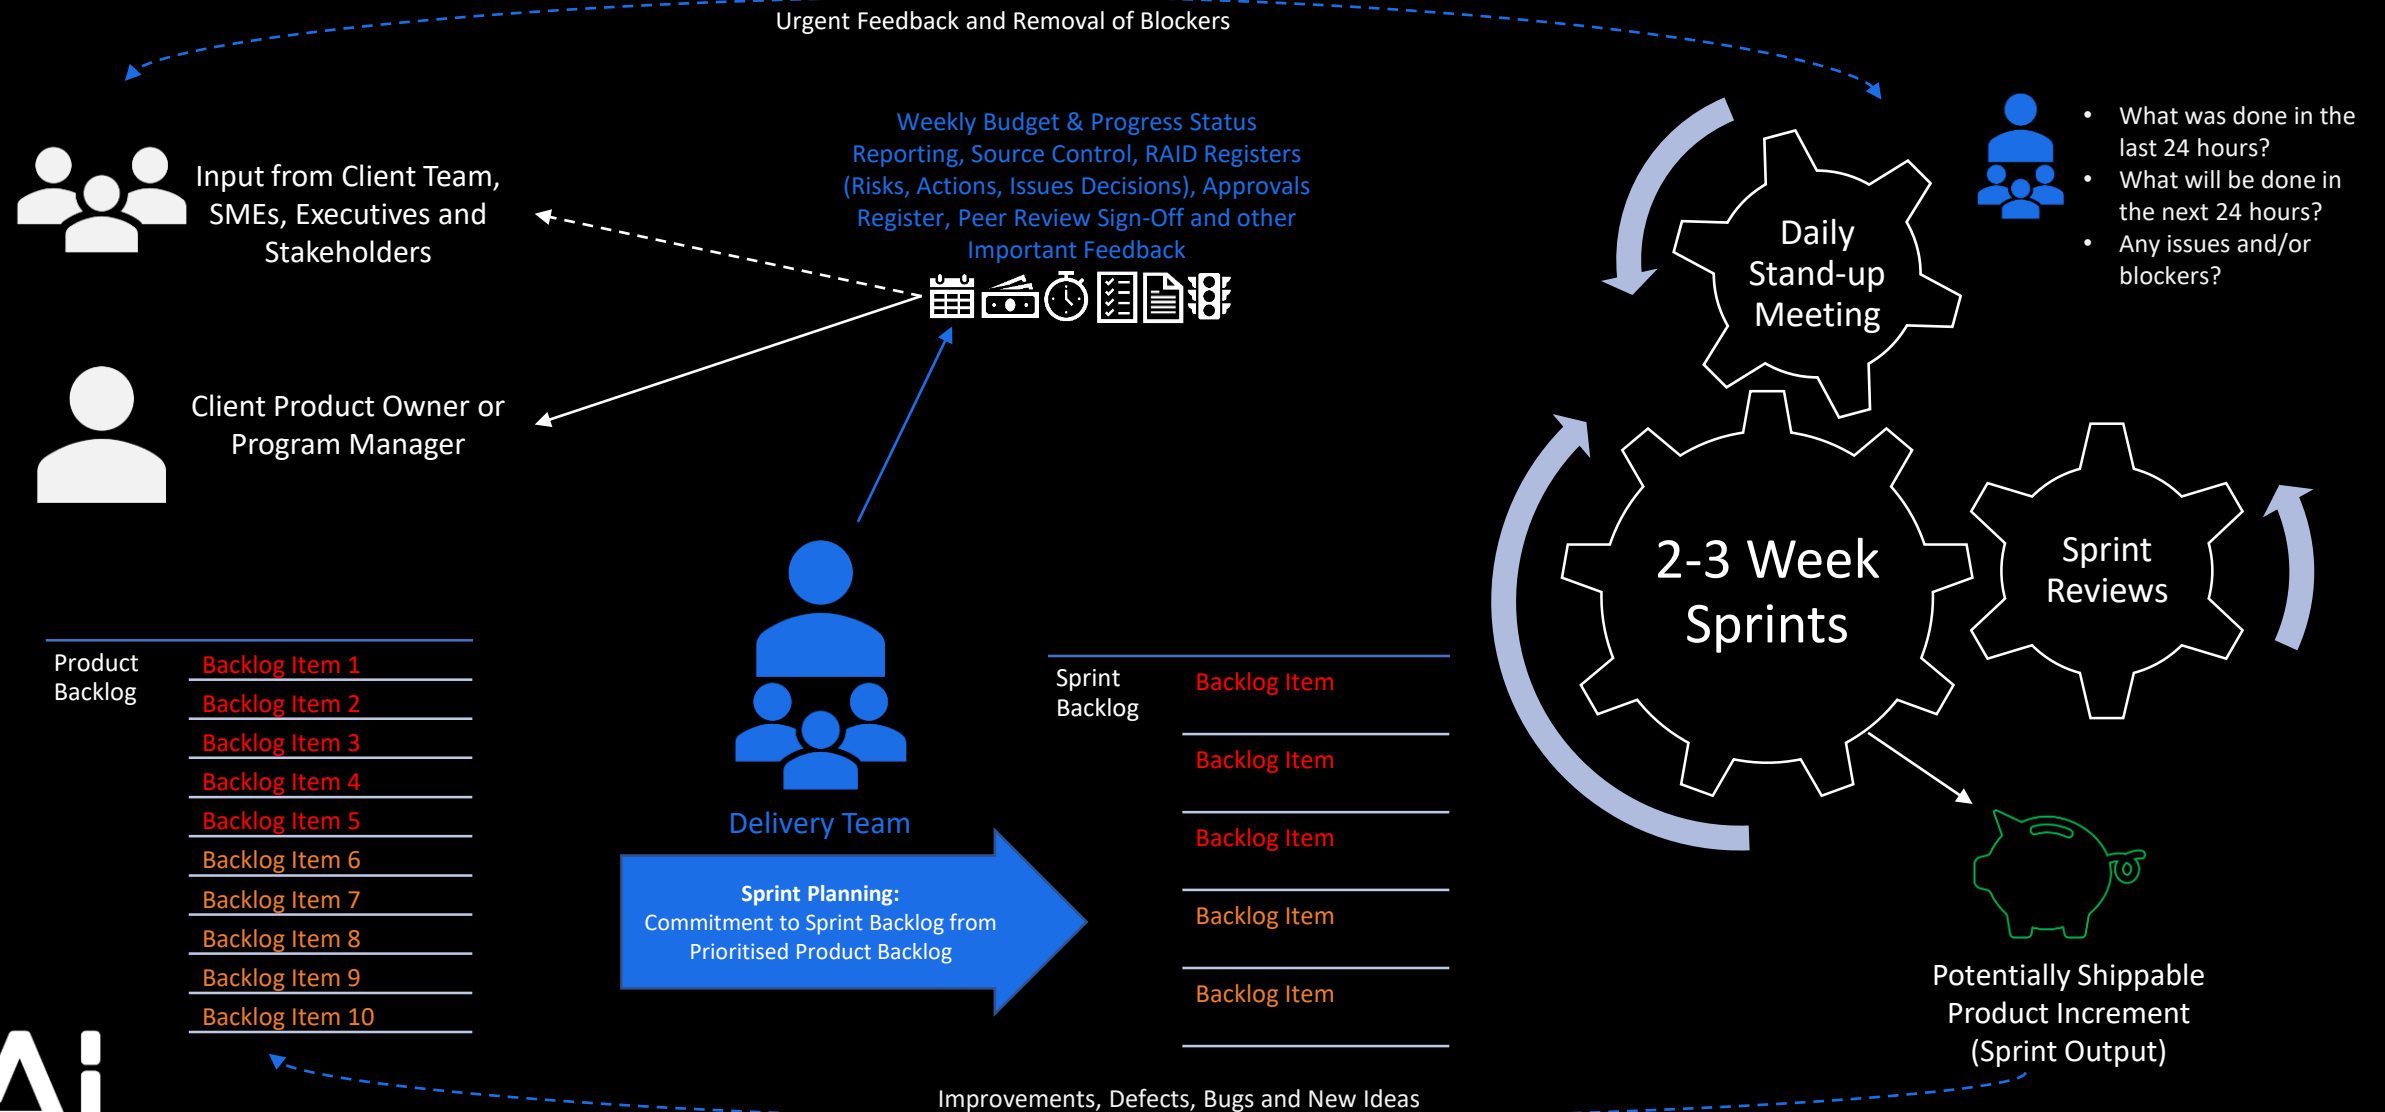 Urgent Feedback and Removal of Blockers
Input from Client Team,
SMEs, Executives and
Stakeholders
Weekly Budget & Progress Status
Reporting, Source Control, RAID Registers
(Risks, Actions, Issues Decisions), Approvals
Register, Peer Review Sign-Off and other
Important Feedback
Client Product Owner or
Program Manager
Daily
Stand-up
Meeting
• What was done in the
last 24 hours?
• What will be done in
the next 24 hours?
• Any issues and/or
blockers?
2-3 Week
Sprints
Sprint
Reviews
Product
Backlog
Backlog Item 1
Backlog Item 2
Backlog Item 3
Backlog Item 4
Backlog Item 5
Backlog Item 6
Backlog Item 7
Backlog Item 8
Backlog Item 9
Backlog Item 10
Delivery Team
Sprint Planning:
Commitment to Sprint Backlog from
Prioritised Product Backlog
Sprint
Backlog
Backlog Item
Backlog Item
Backlog Item
Backlog Item
Backlog Item
Potentially Shippable
Product Increment
(Sprint Output)
Improvements, Defects, Bugs and New Ideas
Ai